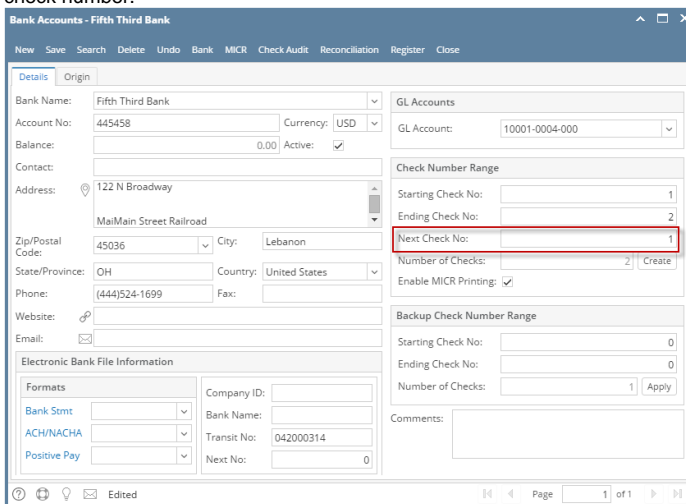 check number.
Bank Accounts - Fifth Third Bank
New Save Search Delete Undo Bank MICR Check Audit Reconciliation Register Close
Details Origin
Bank Name: Fifth Third Bank
Account No: 445458 Currency: USD
Balance: 0.00 Active:
Contact:
Address: 122 N Broadway
MaiMain Street Railroad
Zip/Postal Code: 45036 City: Lebanon
State/Province: OH Country: United States
Phone: (444)524-1699 Fax:
Website:
Email:
Electronic Bank File Information
Formats
Bank Stmt
ACH/NACHA
Positive Pay
Company ID:
Bank Name:
Transit No: 042000314
Next No: 0
GL Accounts
GL Account: 10001-0004-000
Check Number Range
Starting Check No: 1
Ending Check No: 2
Next Check No: 1
Number of Checks: 2 Create
Enable MICR Printing:
Backup Check Number Range
Starting Check No: 0
Ending Check No: 0
Number of Checks: 1 Apply
Comments:
Edited
Page 1 of 1